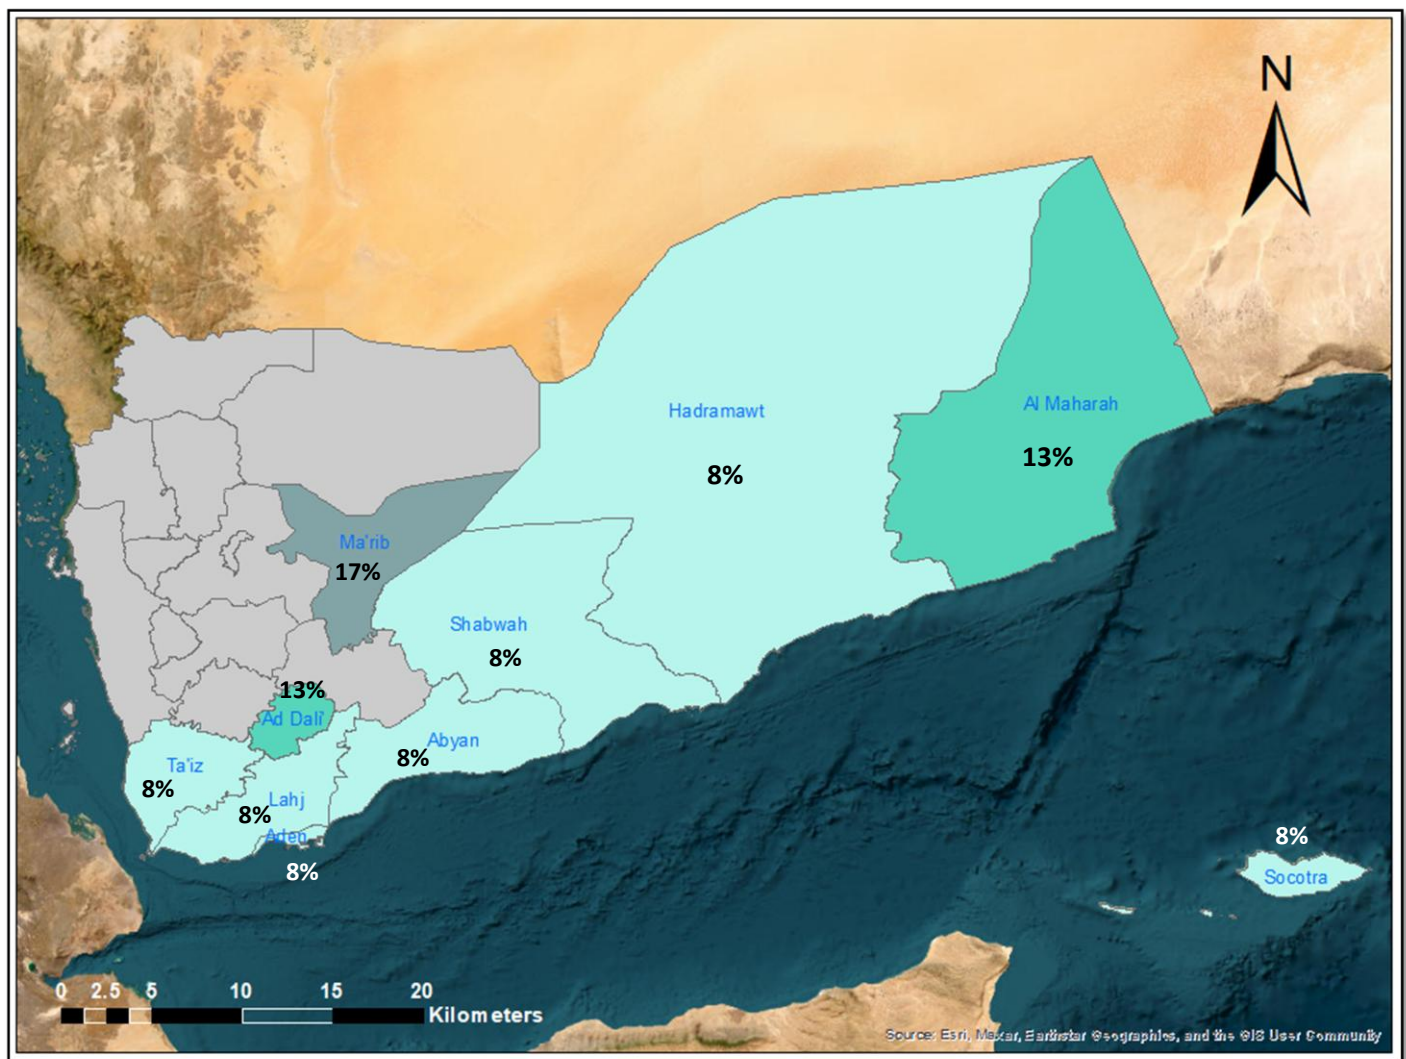 N
Hadramawt
8%
Al Maharah
13%
Ma'rib
17%
Shabwah
8%
13%
Ad Dali'
Abyan
8%
Ta'iz
8%
Lahj
8%
Aden
8%
8%
Socotra
0 2.5 5 10 15 20
Kilometers
Source: Esri, Maxar, Earthstar Geographics, and the GIS User Community